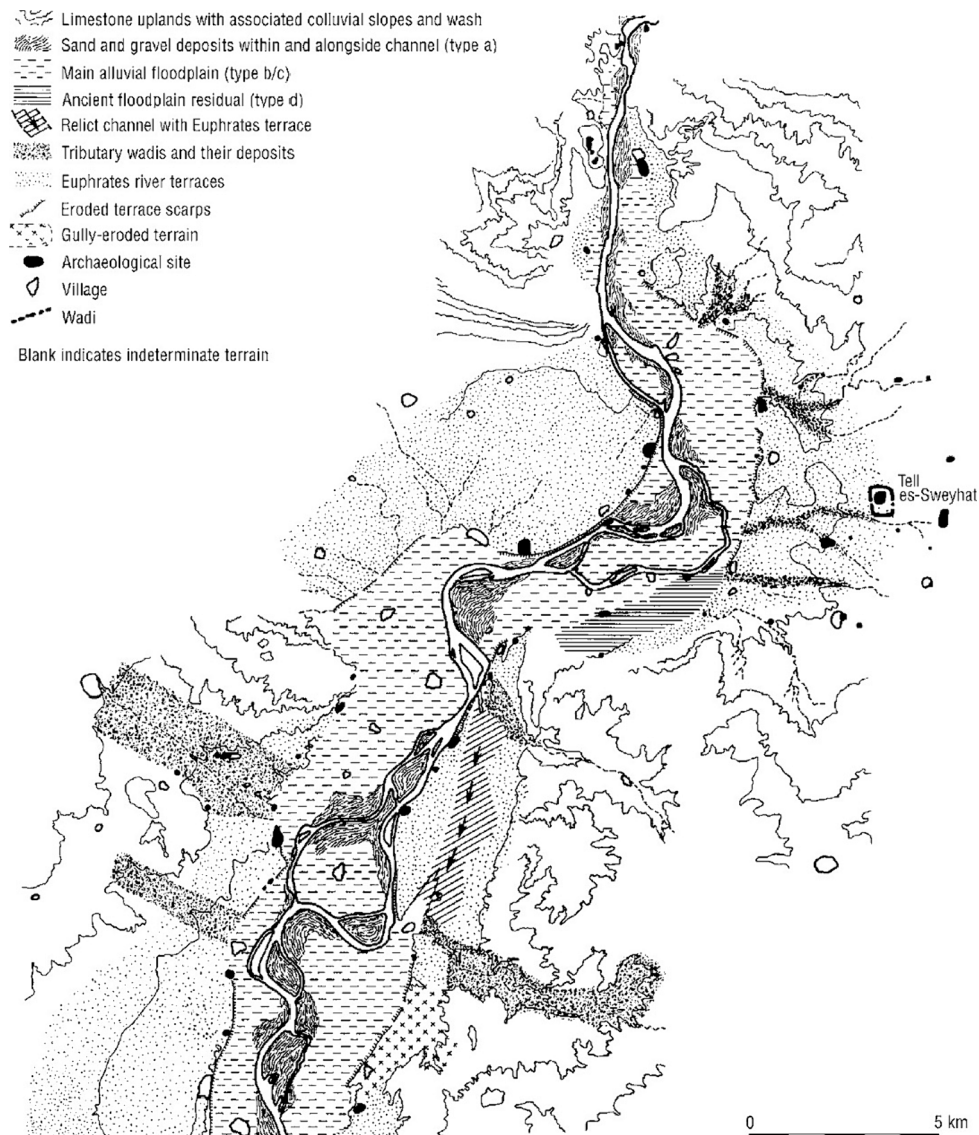 Limestone uplands with associated colluvial slopes and wash
Sand and gravel deposits within and alongside channel (type a)
Main alluvial floodplain (type b/c)
Ancient floodplain residual (type d)
Relict channel with Euphrates terrace
Tributary wadis and their deposits
Euphrates river terraces
Eroded terrace scarps
Gully-eroded terrain
Archaeological site
Village
Wadi
Blank indicates indeterminate terrain
Tell
es-Sweyhat
0 5 km